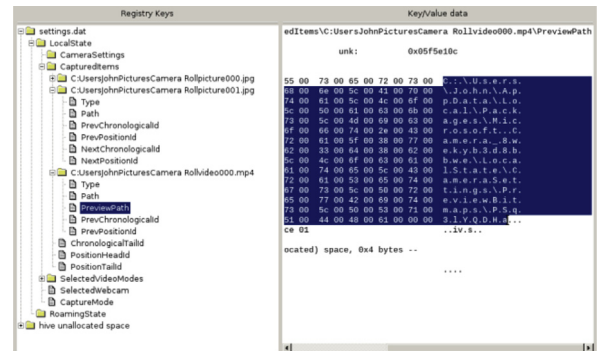 Registry Keys
settings.dat
LocalState
CameraSettings
CapturedItems
C:UsersJohnPicturesCamera Rollpicture000.jpg
C:UsersJohnPicturesCamera Rollpicture001.jpg
Type
Path
PrevChronologicalId
PrevPositionId
NextChronologicalId
NextPositionId
C:UsersJohnPicturesCamera Rollvideo000.mp4
Type
Path
PreviewPath
PrevChronologicalId
PrevPositionId
ChronologicalTailId
PositionHeadId
PositionTailId
SelectedVideoModes
SelectedWebcam
CaptureMode
RoamingState
hive unallocated space
Key/Value data
edItems\C:UsersJohnPicturesCamera Rollvideo000.mp4\PreviewPath
unk: 0x05f5e10c
55 00 73 00 65 00 72 00 73 00 C.:.\.U.s.e.r.s.
68 00 6e 00 5c 00 41 00 70 00 \.J.o.h.n.\.A.p.
74 00 61 00 5c 00 4c 00 6f 00 p.D.a.t.a.\.L.o.
5c 00 50 00 61 00 63 00 6b 00 c.a.l.\.P.a.c.k.
73 00 5c 00 4d 00 69 00 63 00 a.g.e.s.\.M.i.c.
6f 00 66 00 74 00 2e 00 43 00 r.o.s.o.f.t...C.
72 00 61 00 5f 00 38 00 77 00 a.m.e.r.a._.8.w.
62 00 33 00 64 00 38 00 62 00 e.k.y.b.3.d.8.b.
5c 00 4c 00 6f 00 63 00 61 00 b.w.e.\.L.o.c.a.
61 00 74 00 65 00 5c 00 43 00 l.S.t.a.t.e.\.C.
72 00 61 00 53 00 65 00 74 00 a.m.e.r.a.S.e.t.
67 00 73 00 5c 00 50 00 72 00 t.i.n.g.s.\.P.r.
65 00 77 00 42 00 69 00 74 00 e.v.i.e.w.B.i.t.
73 00 5c 00 50 00 53 00 71 00 m.a.p.s.\.P.S.q.
51 00 44 00 48 00 61 00 00 00 3.l.Y.Q.D.H.a...
ce 01 ..iv.s..
ocated) space, 0x4 bytes --
....